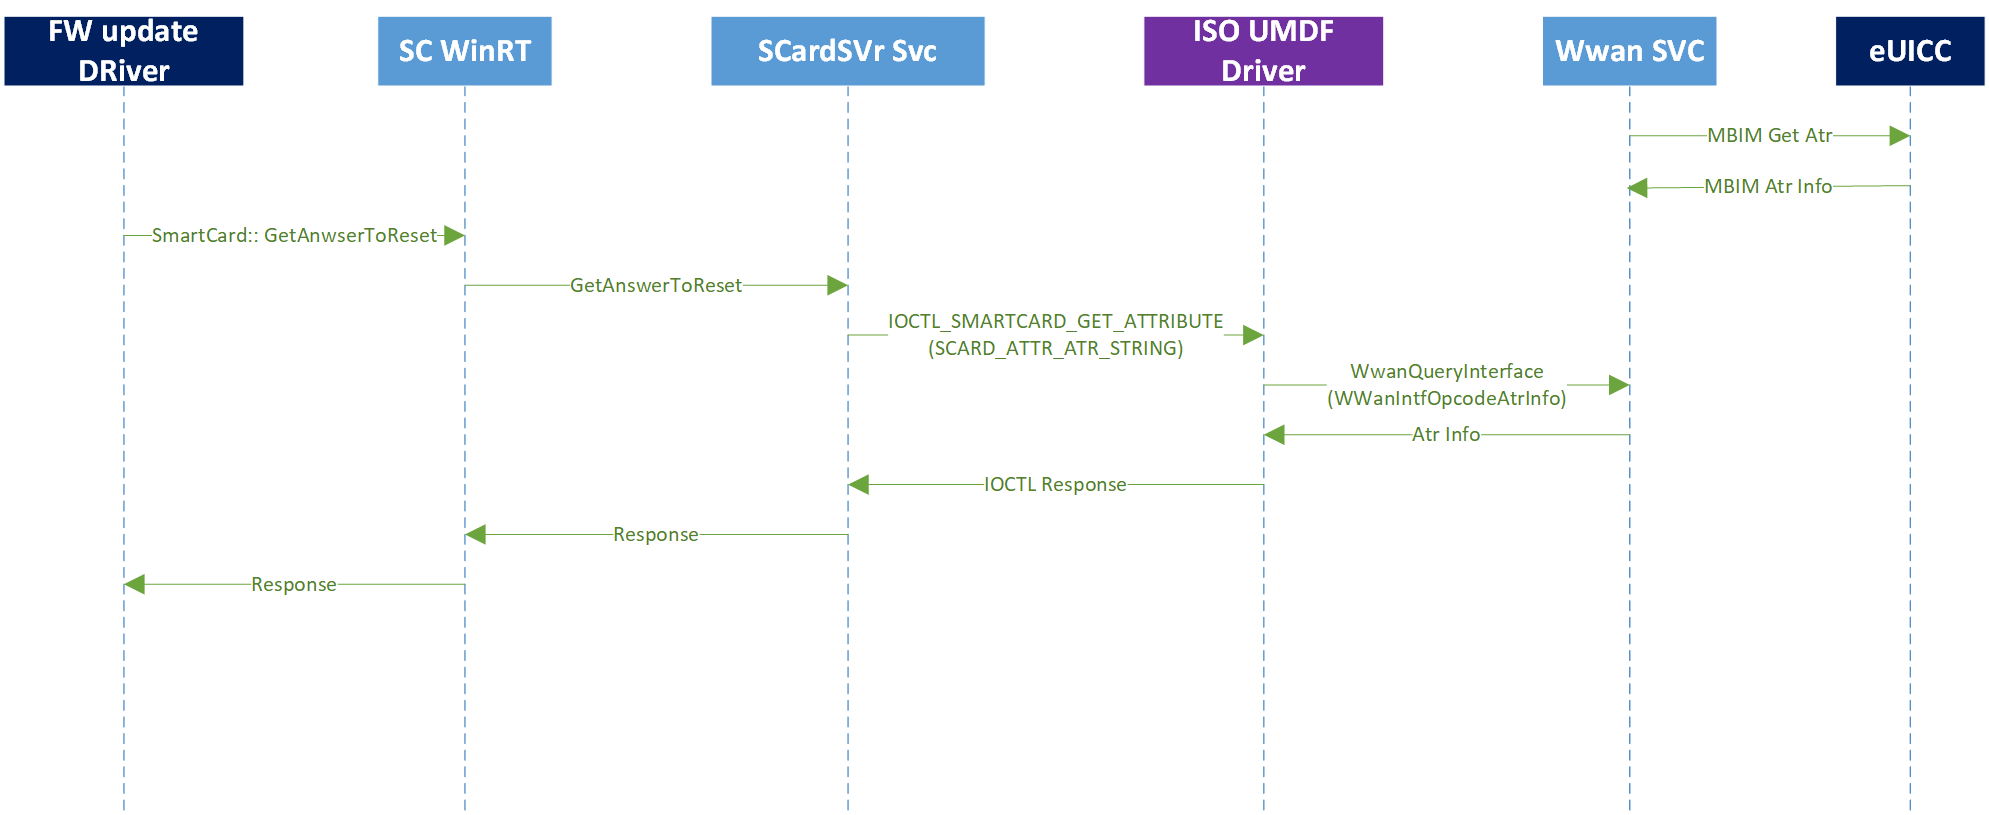 FW update
DRiver
SC WinRT
SCardSVr Svc
ISO UMDF
Driver
Wwan SVC
eUICC
MBIM Get Atr
MBIM Atr Info
SmartCard:: GetAnwserToReset
GetAnswerToReset
IOCTL_SMARTCARD_GET_ATTRIBUTE
(SCARD_ATTR_ATR_STRING)
WwanQueryInterface
(WWanIntfOpcodeAtrInfo)
Atr Info
IOCTL Response
Response
Response